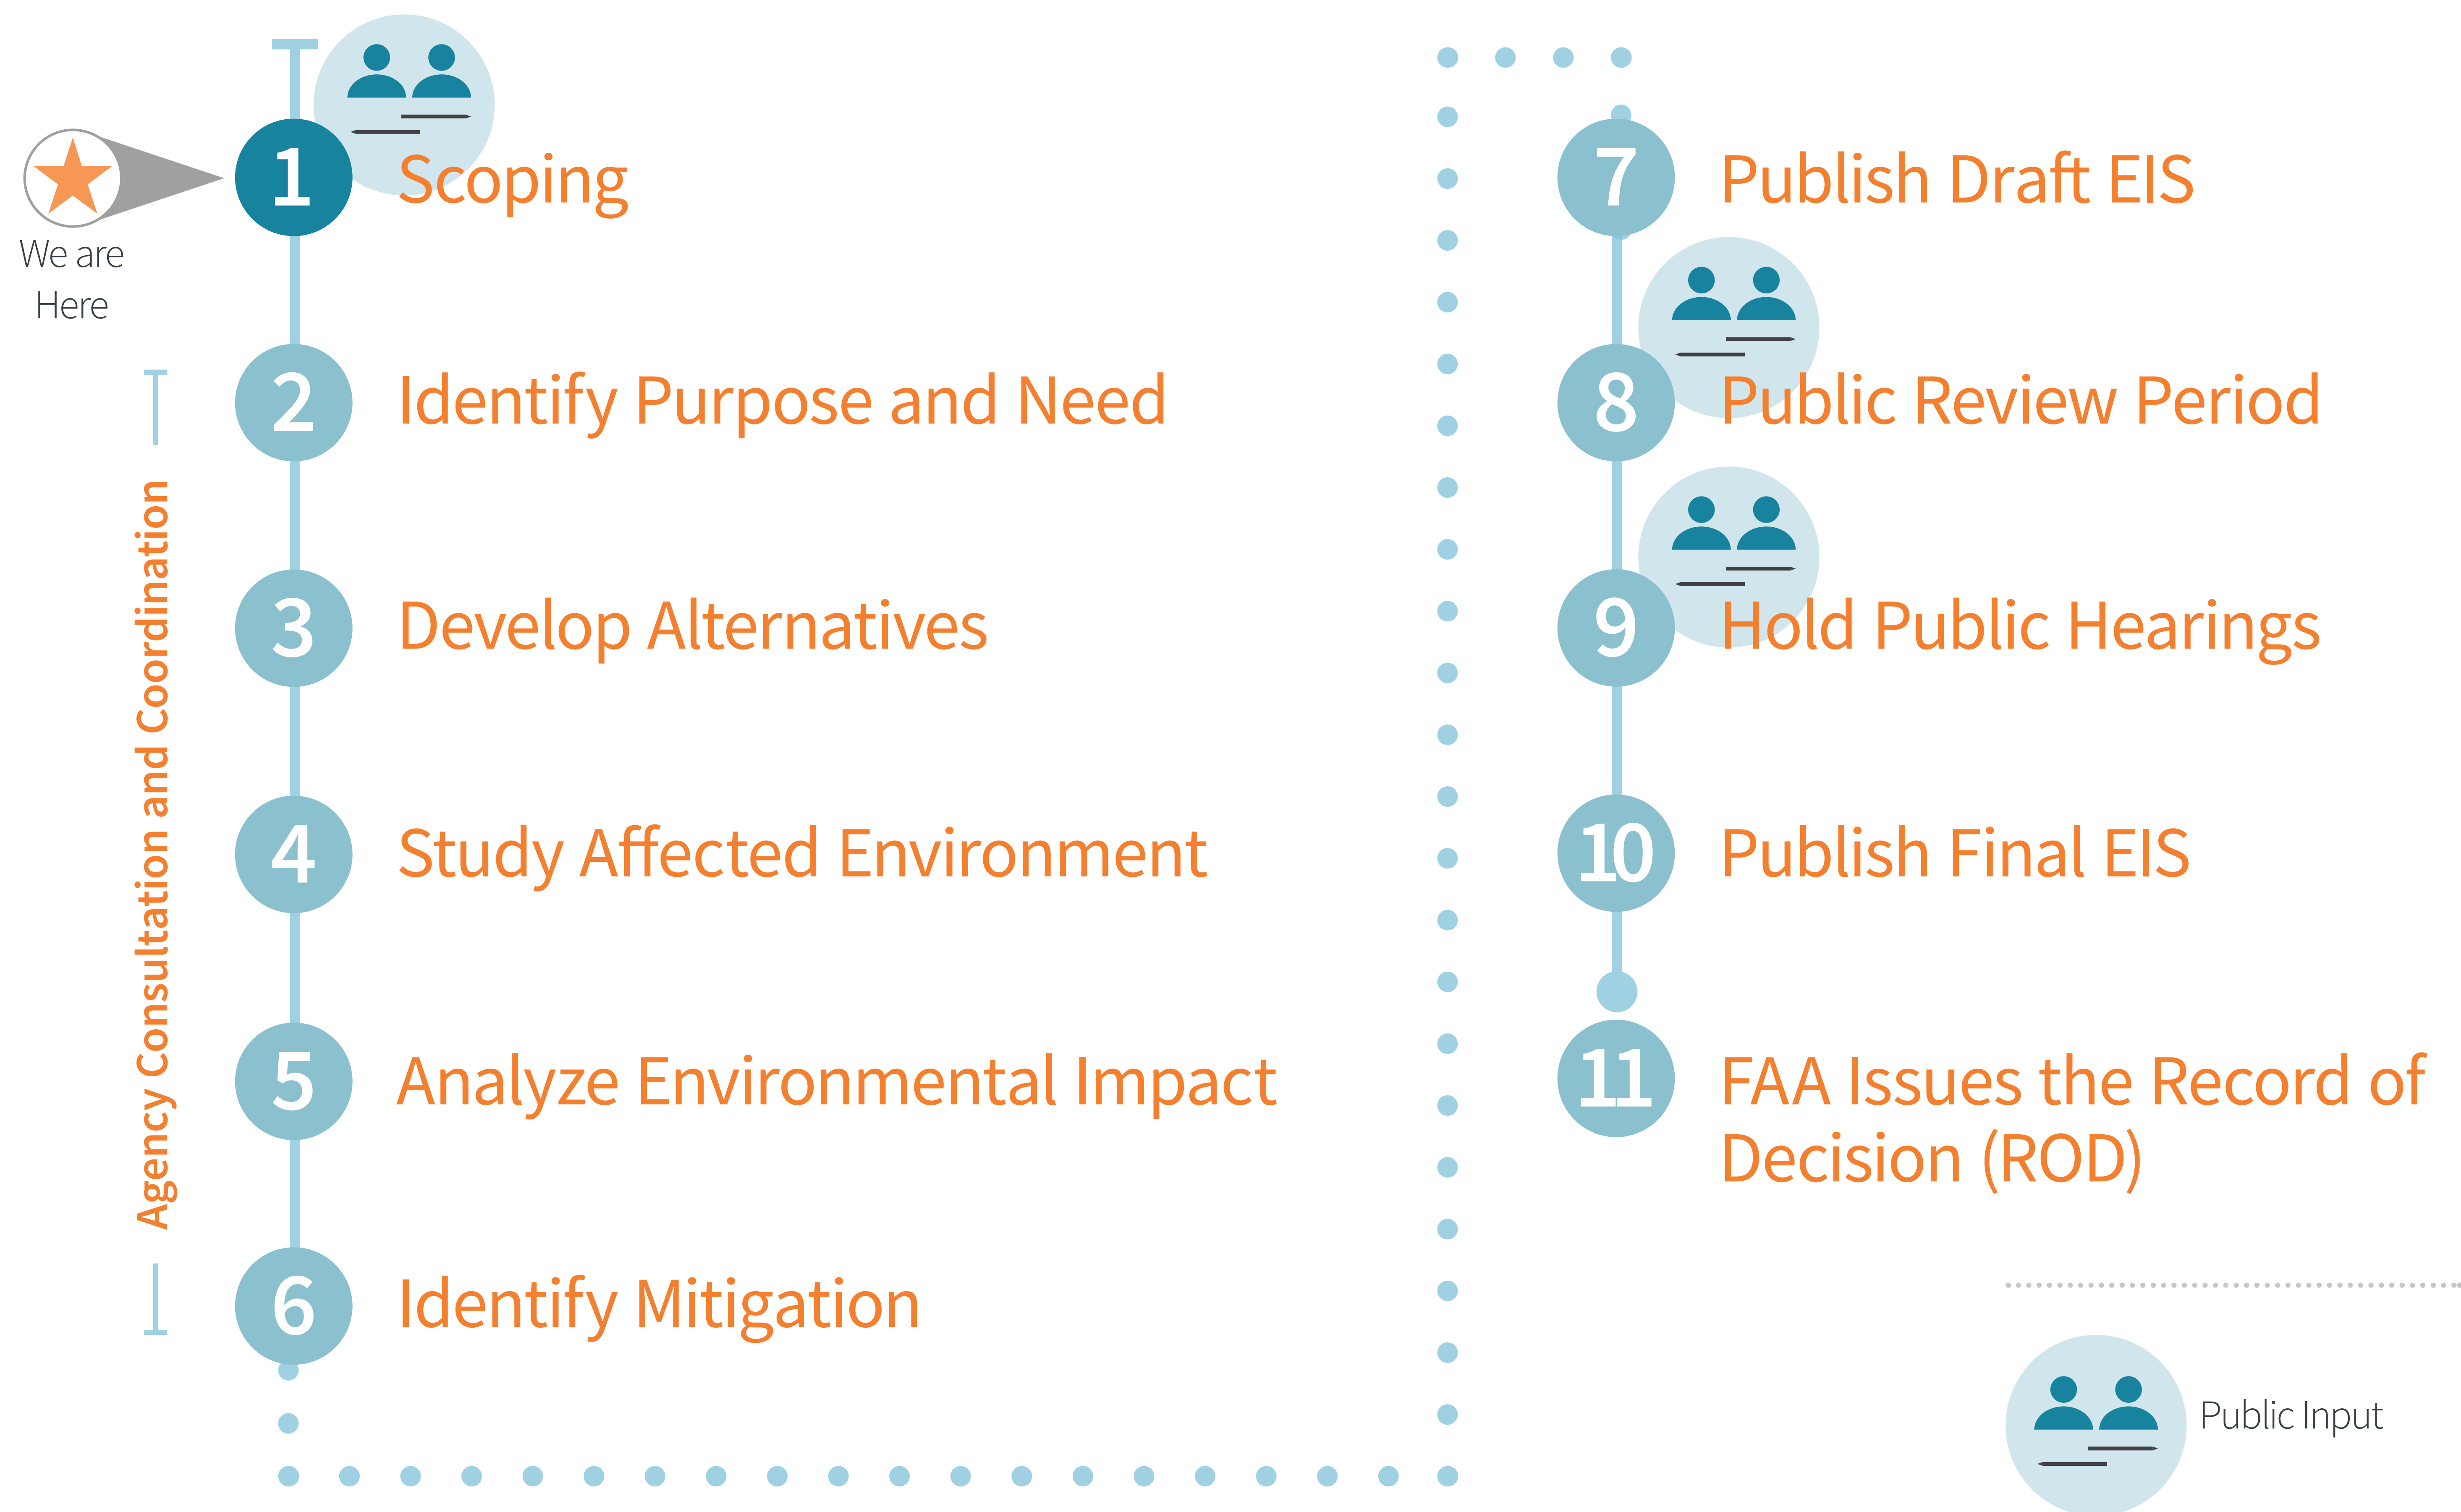 1
Scoping
We are
Here
2
Identify Purpose and Need
3
Develop Alternatives
4
Study Affected Environment
5
Analyze Environmental Impact
6
Identify Mitigation
Agency Consultation and Coordination
7
Publish Draft EIS
8
Public Review Period
9
Hold Public Hearings
10
Publish Final EIS
11
FAA Issues the Record of
Decision (ROD)
Public Input